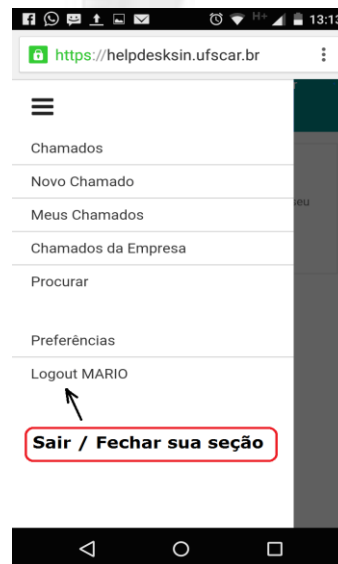 H+ 13:13
https://helpdesksin.ufscar.br
Chamados
Novo Chamado
Meus Chamados
seu
Chamados da Empresa
Procurar
Preferências
Logout MARIO
Sair / Fechar sua seção